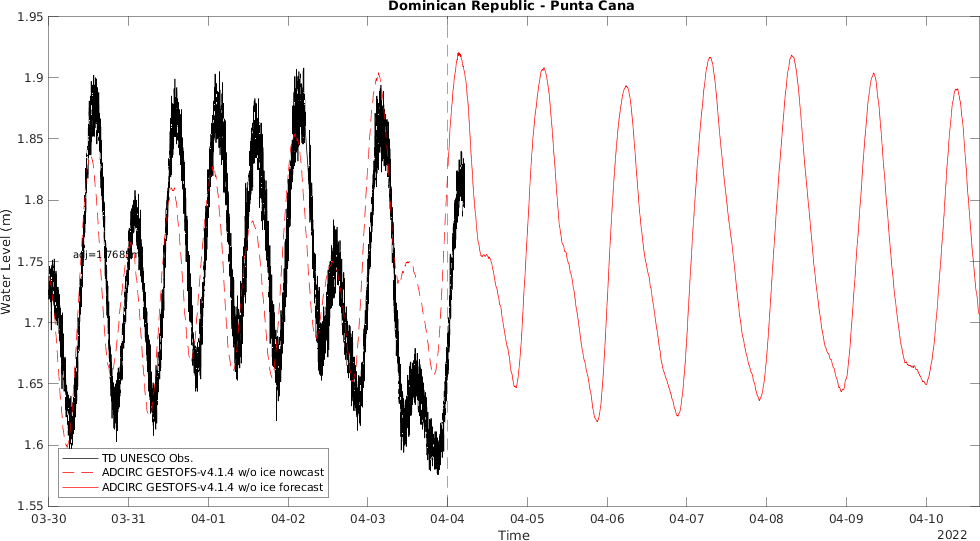 Dominican Republic - Punta Cana
Water Level (m)
1.95
1.9
1.85
1.8
1.75
1.7
1.65
1.6
1.55
adj=1.7685m
TD UNESCO Obs.
ADCIRC GESTOFS-v4.1.4 w/o ice nowcast
ADCIRC GESTOFS-v4.1.4 w/o ice forecast
03-30 03-31 04-01 04-02 04-03 04-04 04-05 04-06 04-07 04-08 04-09 04-10
Time
2022